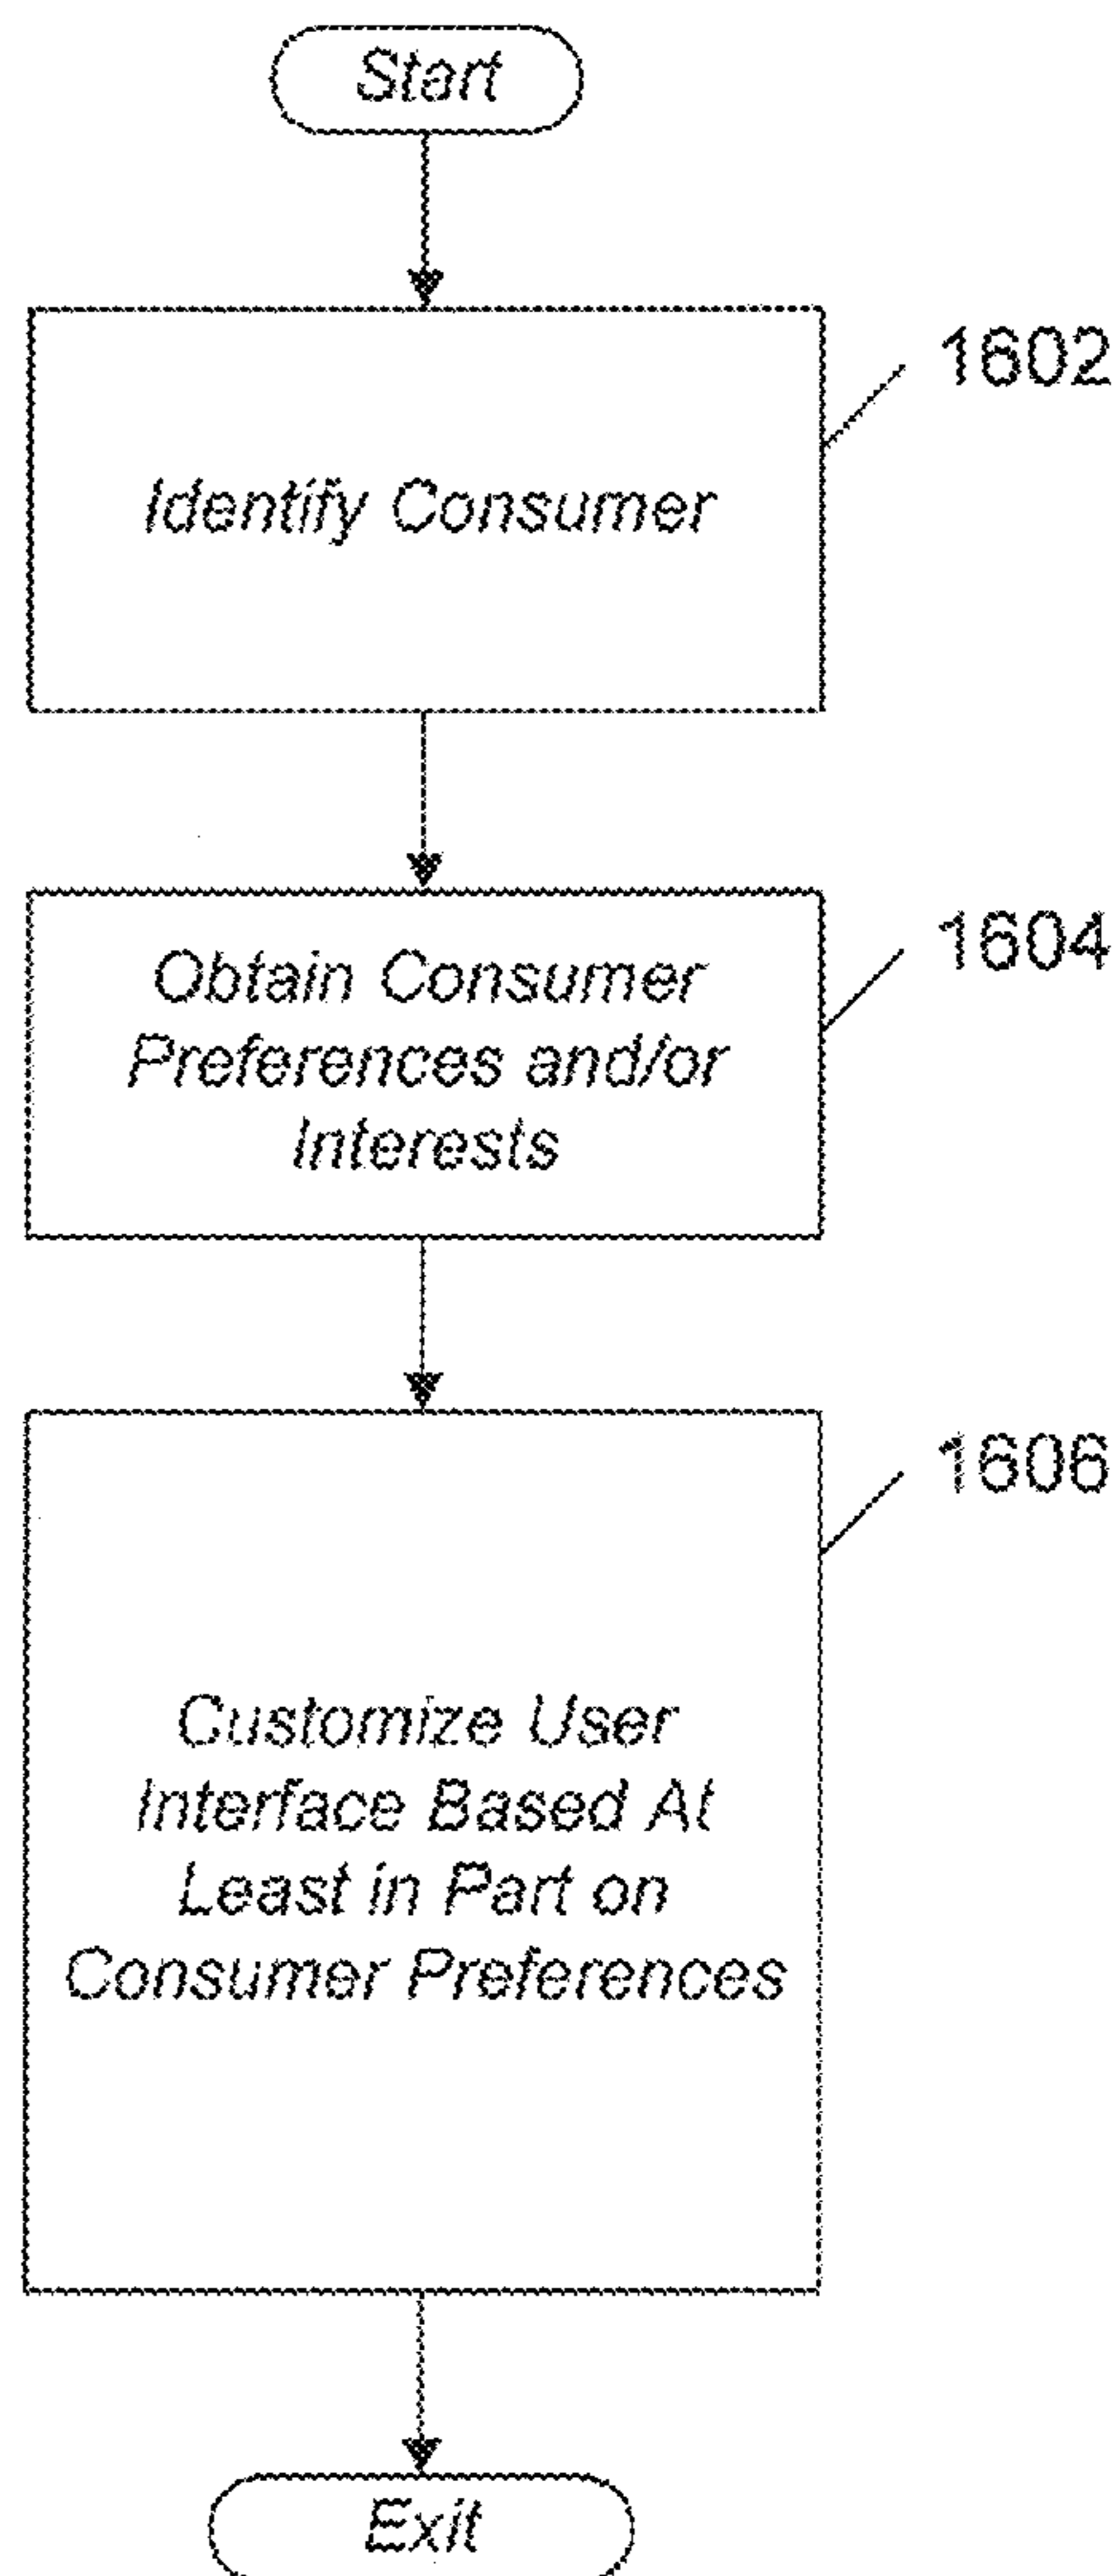 Start
1602
Identify Consumer
1604
Obtain Consumer
Preferences and/or
Interests
1606
Customize User
Interface Based At
Least in Part on
Consumer Preferences
Exit